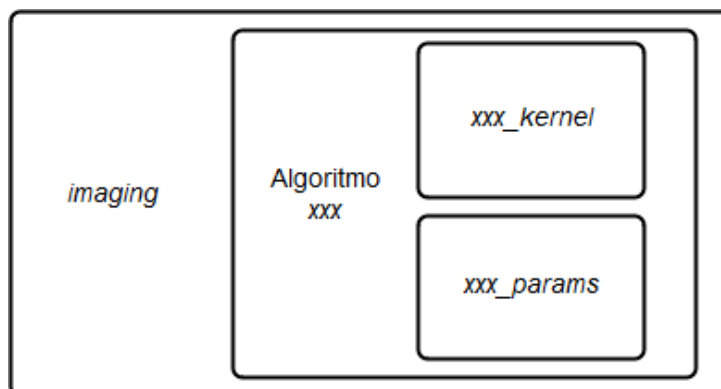 imaging
Algoritmo
xxx
xxx_kernel
xxx_params